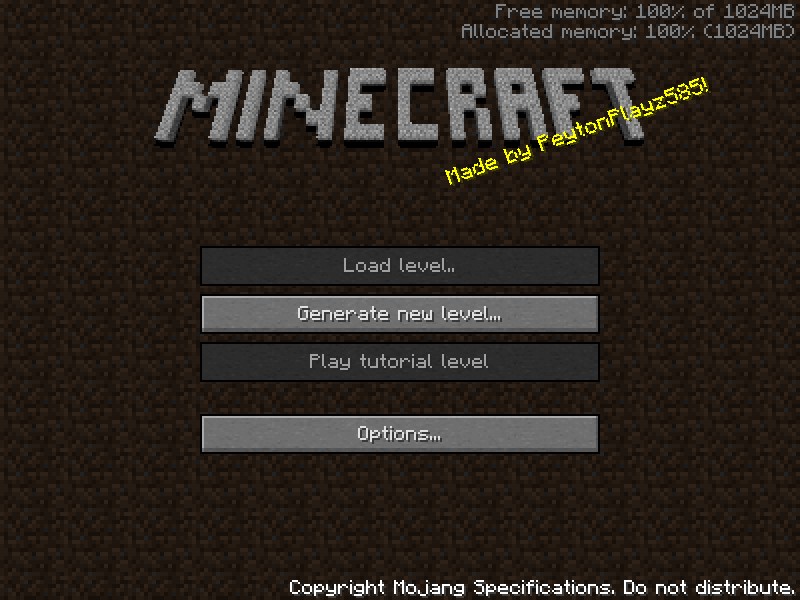 Free memory: 100% of 1024MB
Allocated memory: 100% (1024MB)
MINECRAFT
Made by PeytonPlayz585!
Load level..
Generate new level...
Play tutorial level
Options...
Copyright Mojang Specifications. Do not distribute.